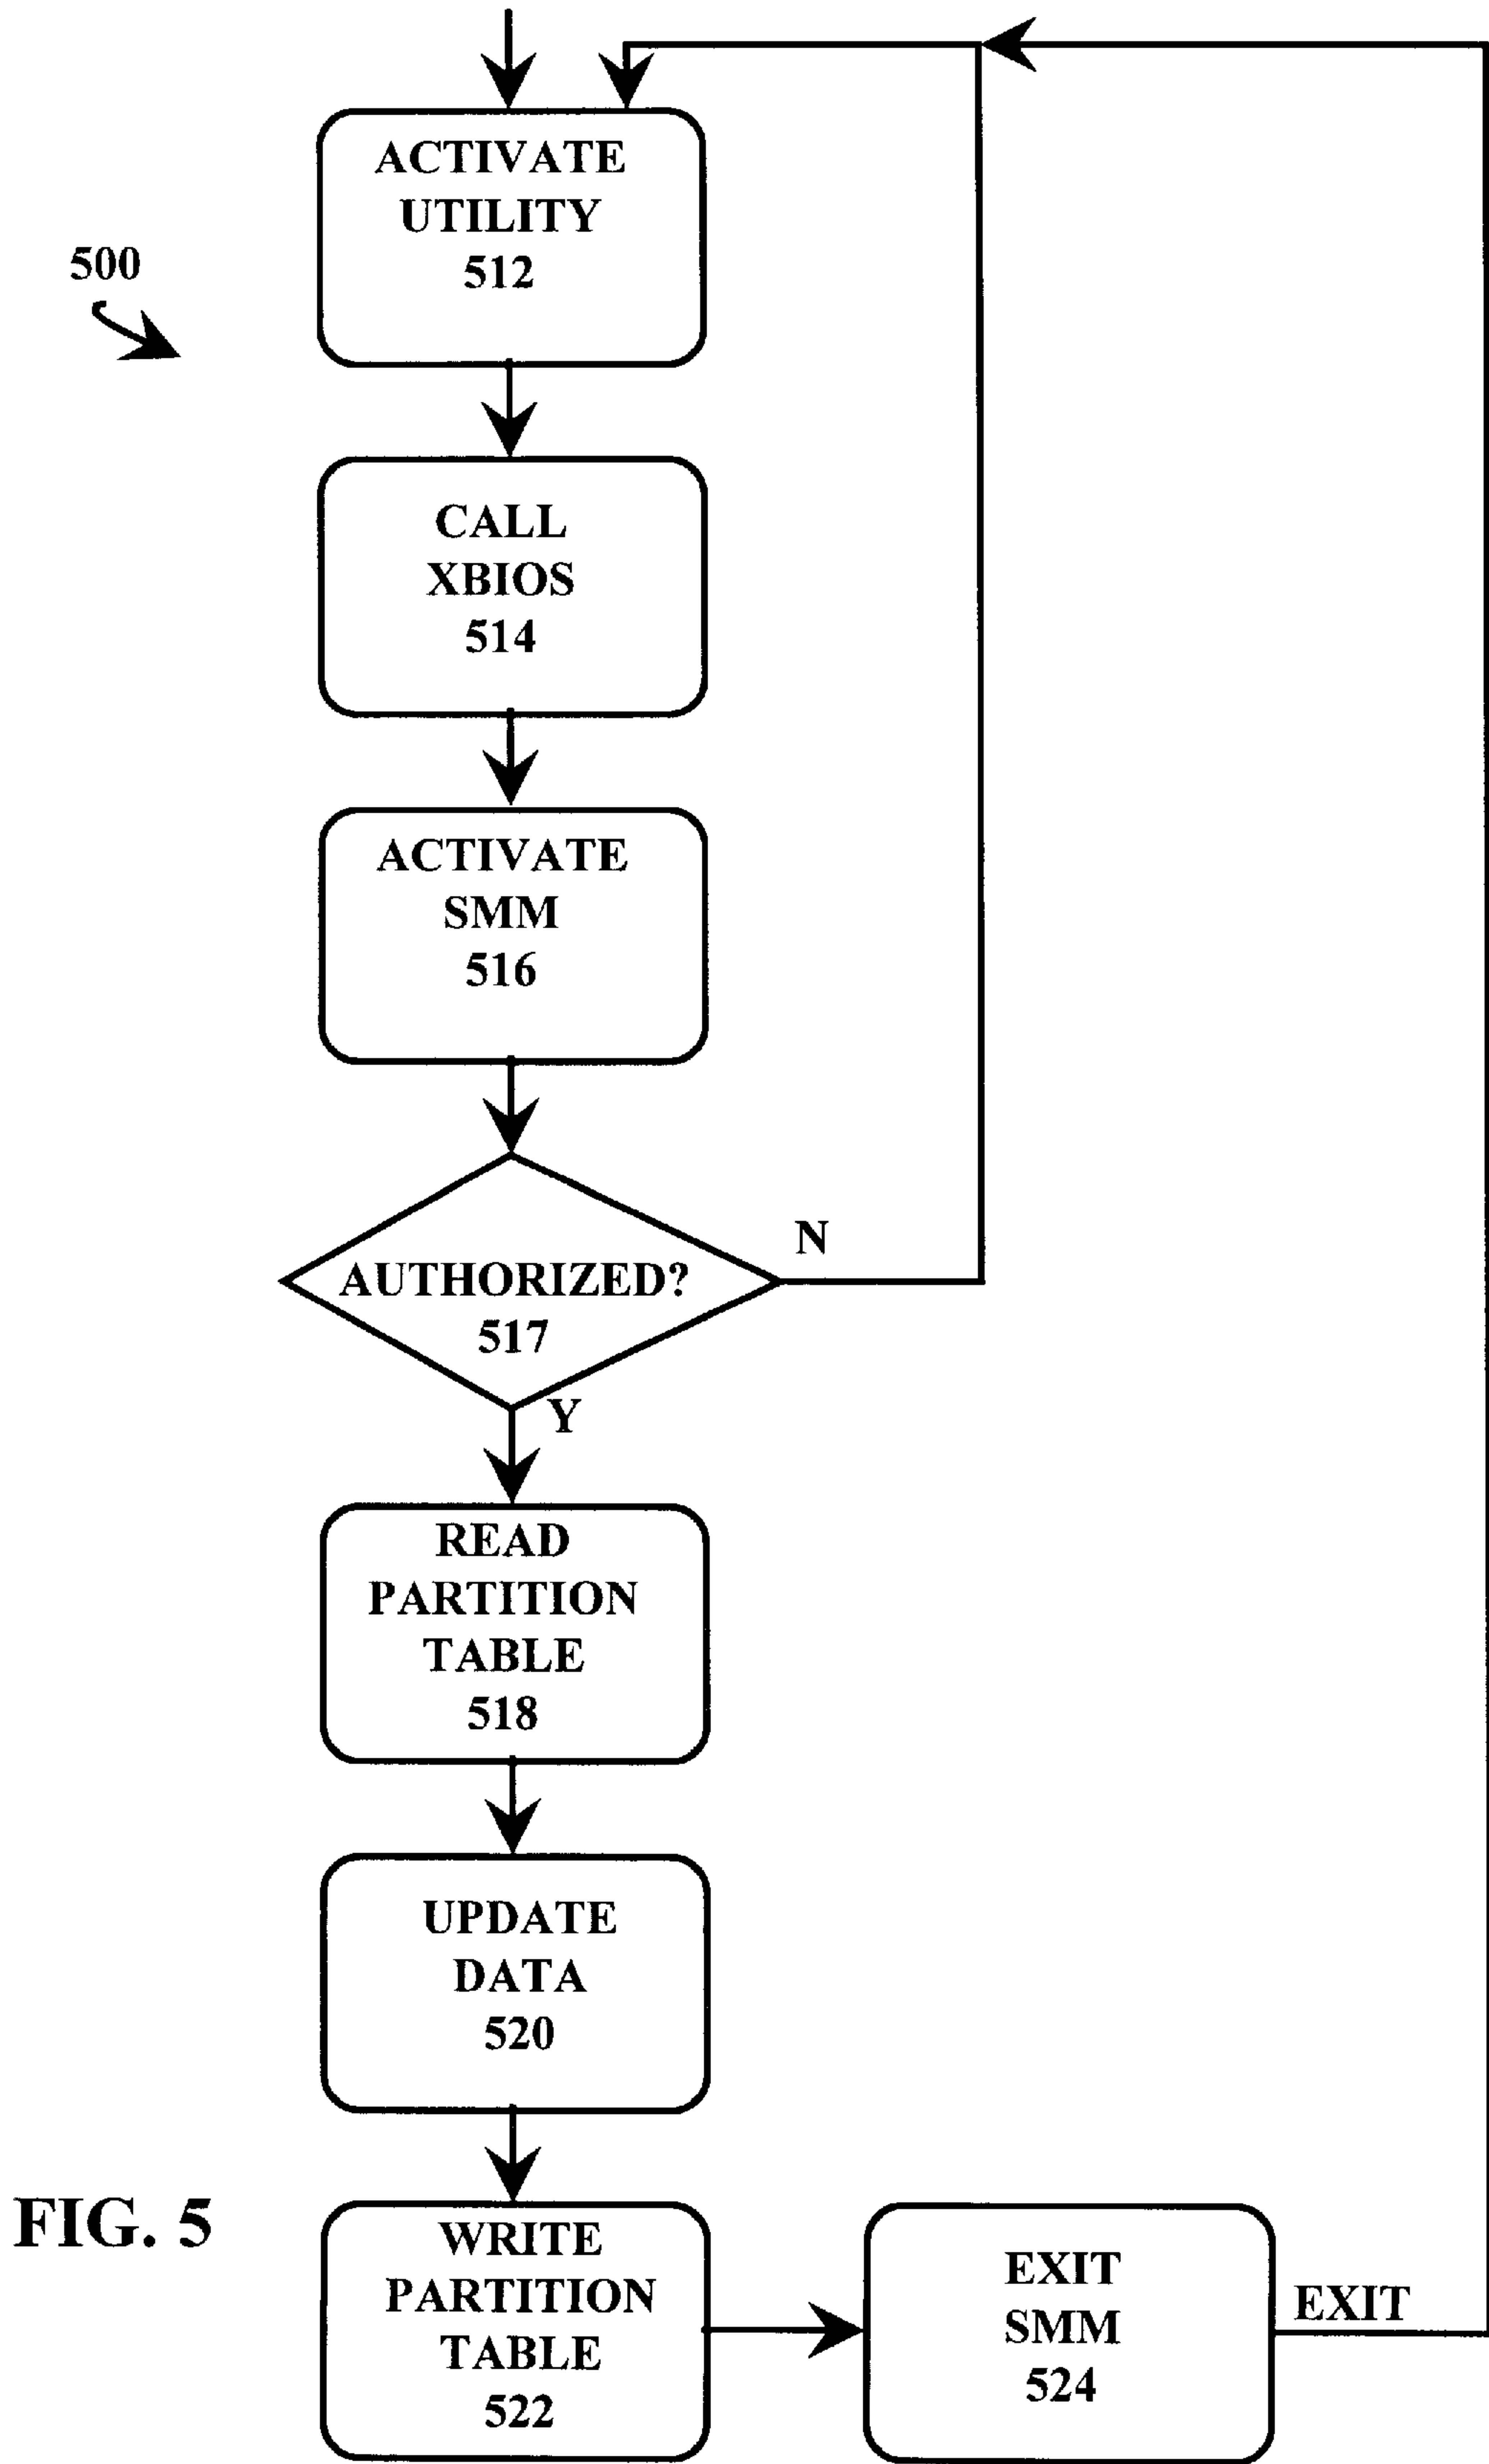 ACTIVATE
UTILITY
512
500
CALL
XBIOS
514
ACTIVATE
SMM
516
N
AUTHORIZED?
517
Y
READ
PARTITION
TABLE
518
UPDATE
DATA
520
FIG. 5
WRITE
PARTITION
TABLE
522
EXIT
SMM
524
EXIT